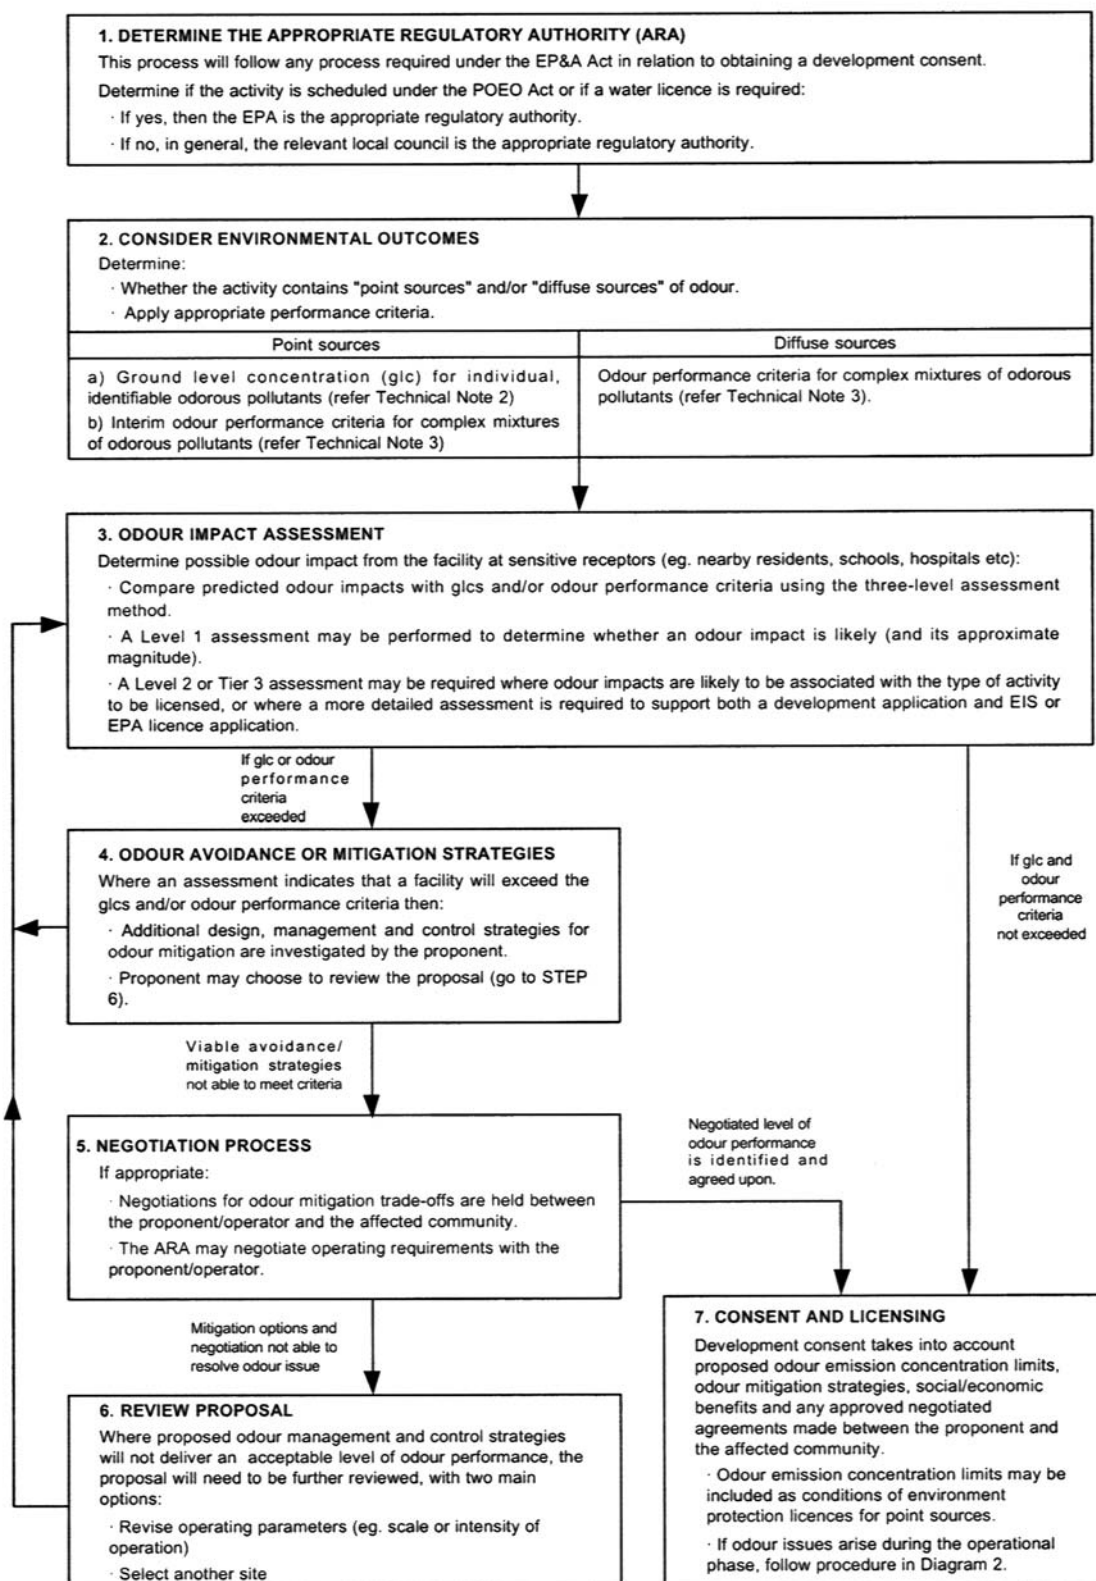 1. DETERMINE THE APPROPRIATE REGULATORY AUTHORITY (ARA)
This process will follow any process required under the EP&A Act in relation to obtaining a development consent.
Determine if the activity is scheduled under the POEO Act or if a water licence is required:
· If yes, then the EPA is the appropriate regulatory authority.
· If no, in general, the relevant local council is the appropriate regulatory authority.
2. CONSIDER ENVIRONMENTAL OUTCOMES
Determine:
· Whether the activity contains "point sources" and/or "diffuse sources" of odour.
· Apply appropriate performance criteria.
Point sources
a) Ground level concentration (glc) for individual,
identifiable odorous pollutants (refer Technical Note 2)
b) Interim odour performance criteria for complex mixtures
of odorous pollutants (refer Technical Note 3)
Diffuse sources
Odour performance criteria for complex mixtures of odorous
pollutants (refer Technical Note 3).
3. ODOUR IMPACT ASSESSMENT
Determine possible odour impact from the facility at sensitive receptors (eg. nearby residents, schools, hospitals etc):
· Compare predicted odour impacts with glcs and/or odour performance criteria using the three-level assessment
method.
· A Level 1 assessment may be performed to determine whether an odour impact is likely (and its approximate
magnitude).
· A Level 2 or Tier 3 assessment may be required where odour impacts are likely to be associated with the type of activity
to be licensed, or where a more detailed assessment is required to support both a development application and EIS or
EPA licence application.
If glc or odour
performance
criteria
exceeded
4. ODOUR AVOIDANCE OR MITIGATION STRATEGIES
Where an assessment indicates that a facility will exceed the
glcs and/or odour performance criteria then:
· Additional design, management and control strategies for
odour mitigation are investigated by the proponent.
· Proponent may choose to review the proposal (go to STEP
6).
If glc and
odour
performance
criteria
not exceeded
Viable avoidance/
mitigation strategies
not able to meet criteria
5. NEGOTIATION PROCESS
If appropriate:
· Negotiations for odour mitigation trade-offs are held between
the proponent/operator and the affected community.
· The ARA may negotiate operating requirements with the
proponent/operator.
Negotiated level of
odour performance
is identified and
agreed upon.
Mitigation options and
negotiation not able to
resolve odour issue
6. REVIEW PROPOSAL
Where proposed odour management and control strategies
will not deliver an acceptable level of odour performance, the
proposal will need to be further reviewed, with two main
options:
· Revise operating parameters (eg. scale or intensity of
operation)
· Select another site
7. CONSENT AND LICENSING
Development consent takes into account
proposed odour emission concentration limits,
odour mitigation strategies, social/economic
benefits and any approved negotiated
agreements made between the proponent and
the affected community.
· Odour emission concentration limits may be
included as conditions of environment
protection licences for point sources.
· If odour issues arise during the operational
phase, follow procedure in Diagram 2.